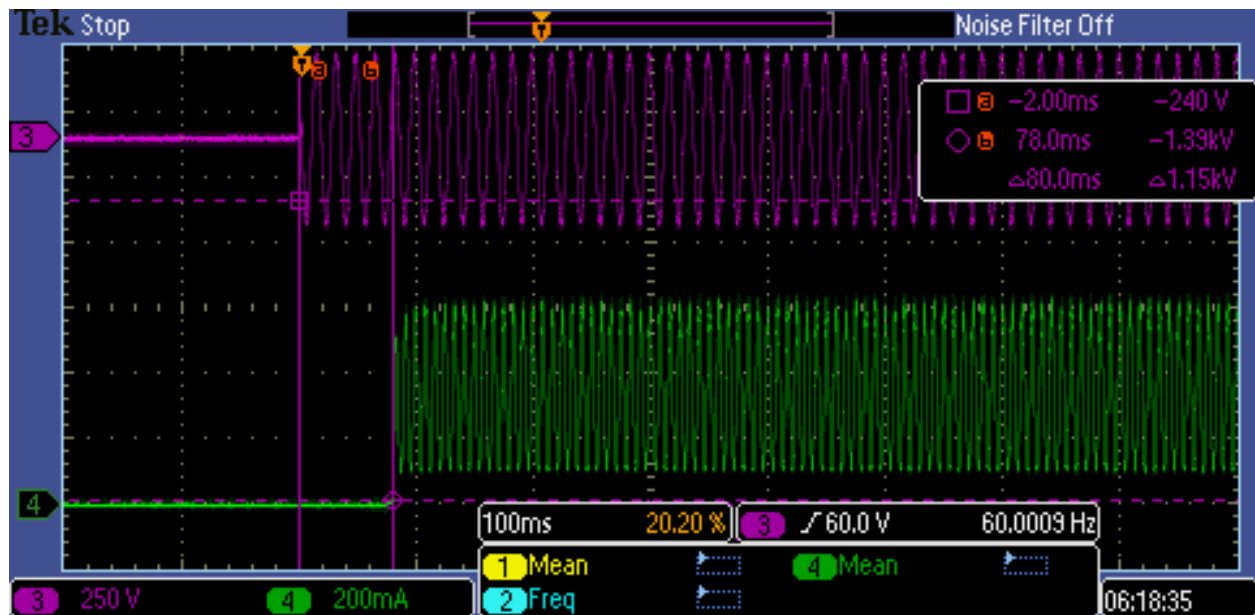 Tek Stop
Noise Filter Off
T
T a b
a -2.00ms -240 V
b 78.0ms -1.39kV
△80.0ms △1.15kV
3
4
100ms 20.20 %
3 / 60.0 V 60.0009 Hz
1 Mean
4 Mean
2 Freq
3 250 V
4 200mA
06:18:35